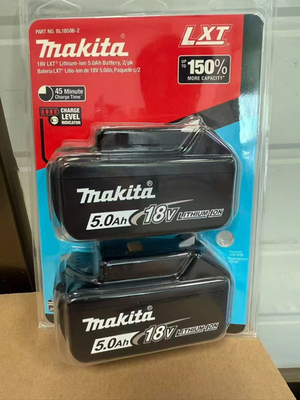 PART NO. BL1850B-2
makita
18V LXT® Lithium-Ion 5.0Ah Battery, 2/pk
Batería LXT® Litio-Ion de 18V 5.0Ah, Paquete c/2
LXT
UP TO 150%
MORE CAPACITY*
45 Minute
Charge Time
CHARGE
LEVEL
INDICATOR
makita®
5.0Ah 18V LITHIUM-ION
makita®
5.0Ah 18V LITHIUM-ION